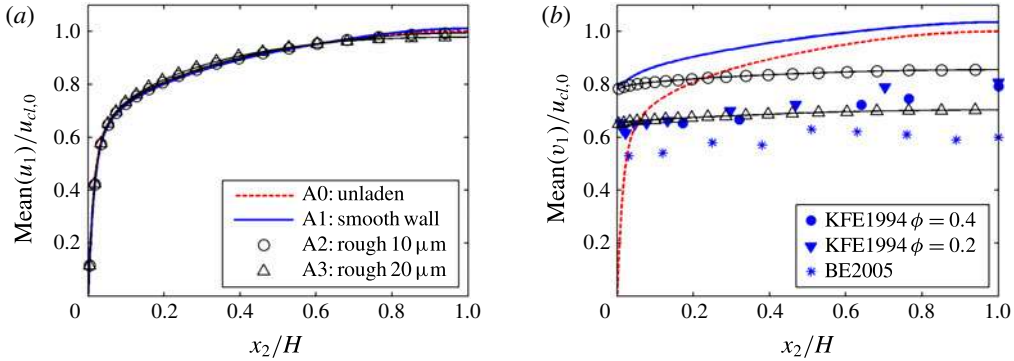 (a)
1.0
0.8
0.6
0.4
0.2
0
0.2
0.4
0.6
0.8
1.0
Mean(u₁)/u_cl,0
x₂/H
A0: unladen
A1: smooth wall
A2: rough 10 μm
A3: rough 20 μm
(b)
1.0
0.8
0.6
0.4
0.2
0
0.2
0.4
0.6
0.8
1.0
Mean(v₁)/u_cl,0
x₂/H
KFE1994 ϕ = 0.4
KFE1994 ϕ = 0.2
BE2005